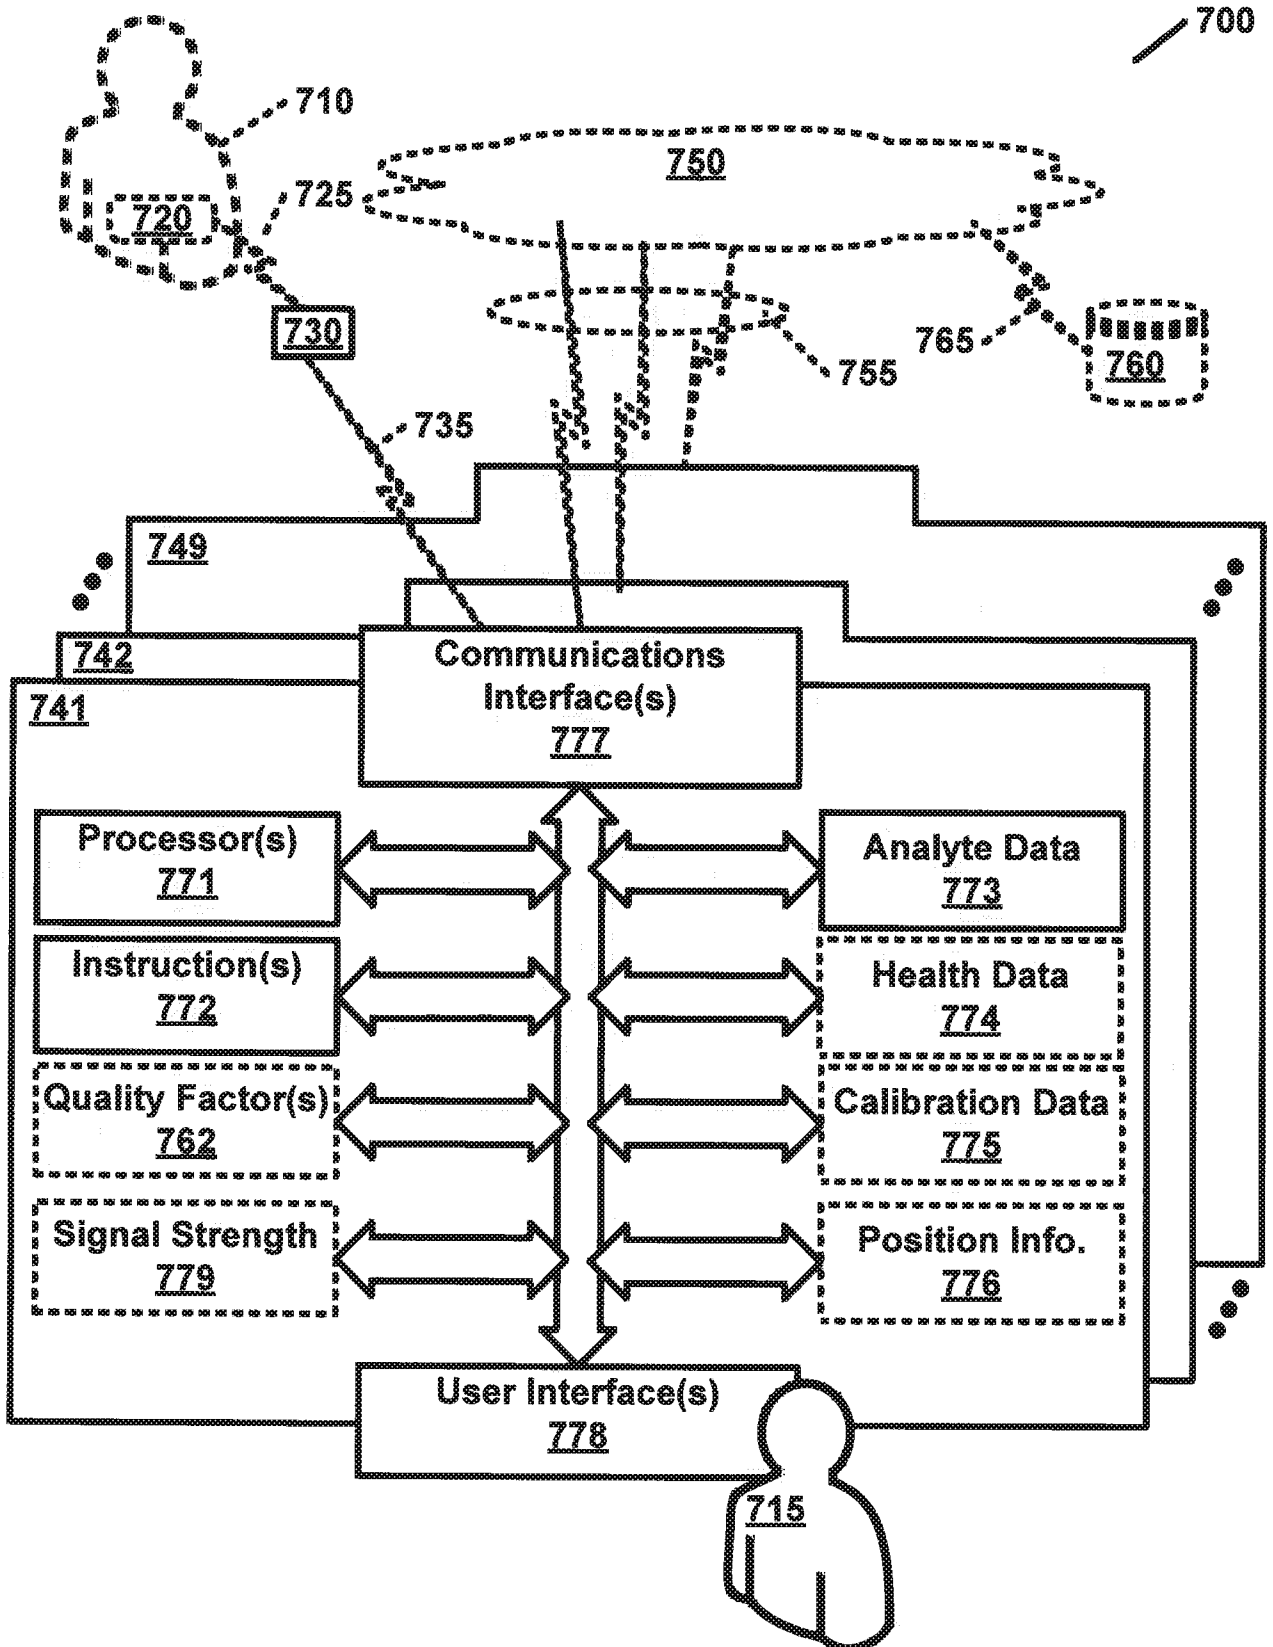 700
710
750
725
720
730
765
760
755
735
749
742
741
Communications
Interface(s)
777
Processor(s)
771
Analyte Data
773
Instruction(s)
772
Health Data
774
Quality Factor(s)
762
Calibration Data
775
Signal Strength
779
Position Info.
776
User Interface(s)
778
715